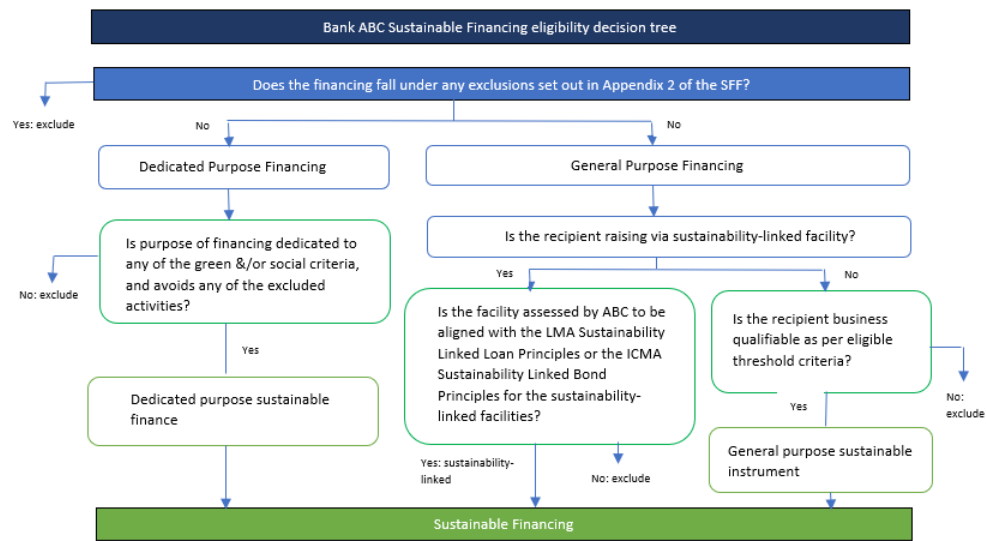 Bank ABC Sustainable Financing eligibility decision tree
Does the financing fall under any exclusions set out in Appendix 2 of the SFF?
Yes: exclude
No
No
Dedicated Purpose Financing
General Purpose Financing
Is purpose of financing dedicated to
any of the green &/or social criteria,
and avoids any of the excluded
activities?
No: exclude
Is the recipient raising via sustainability-linked facility?
Yes
No
Is the facility assessed by ABC to be
aligned with the LMA Sustainability
Linked Loan Principles or the ICMA
Sustainability Linked Bond
Principles for the sustainability-
linked facilities?
Is the recipient business
qualifiable as per eligible
threshold criteria?
Yes
No:
exclude
Yes
Dedicated purpose sustainable
finance
General purpose sustainable
instrument
Yes: sustainability-
linked
No: exclude
Sustainable Financing